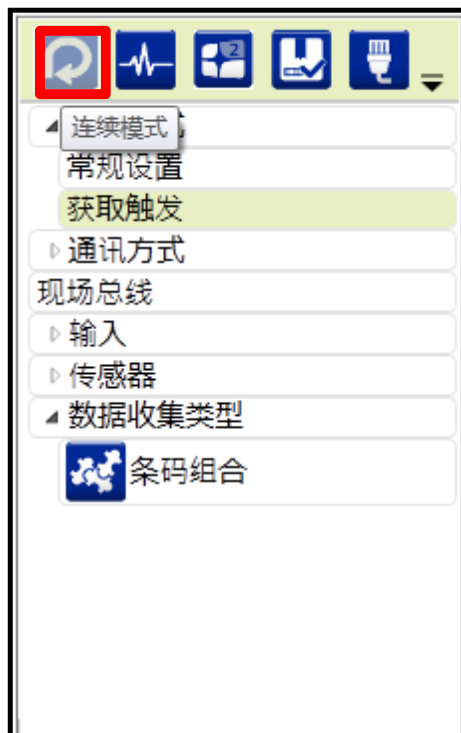 2
连续模式
常规设置
获取触发
通讯方式
现场总线
输入
传感器
数据收集类型
条码组合